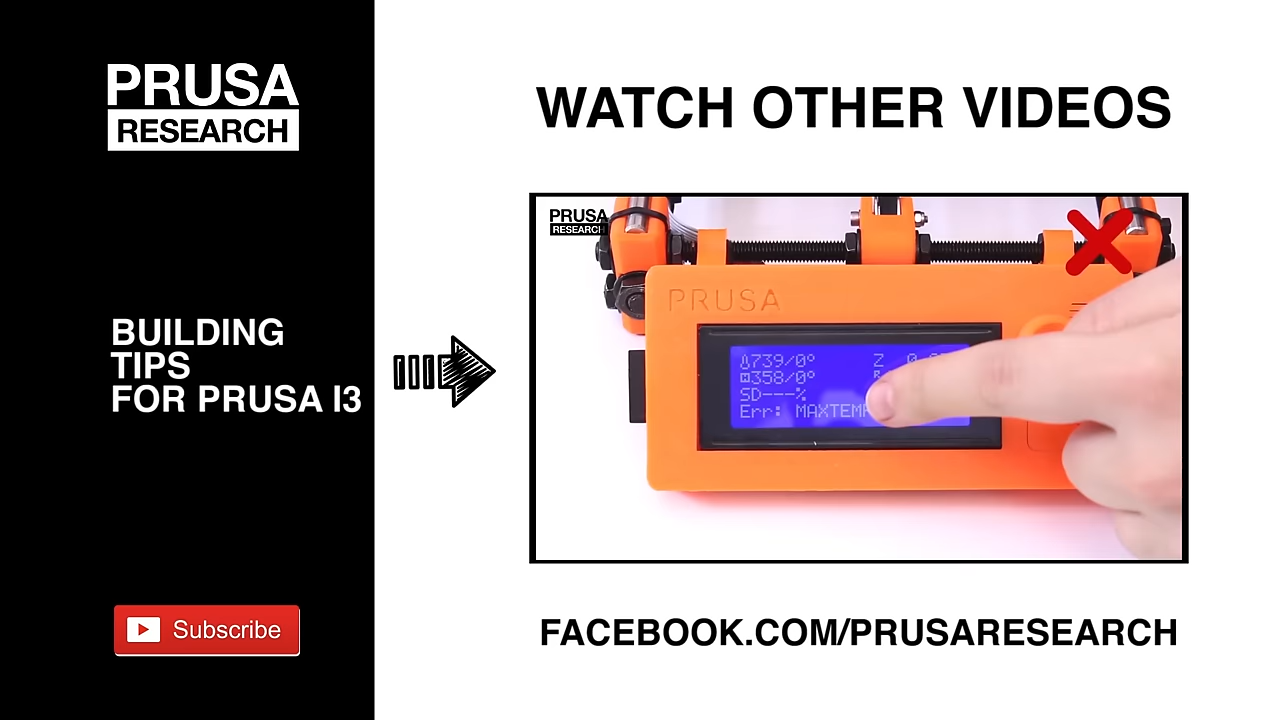 PRUSA
RESEARCH
BUILDING
TIPS
FOR PRUSA I3
Subscribe
WATCH OTHER VIDEOS
PRUSA
RESEARCH
PRUSA
739/0°
Z
358/0°
SD---%
Err: MAXTEMP
FACEBOOK.COM/PRUSARESEARCH